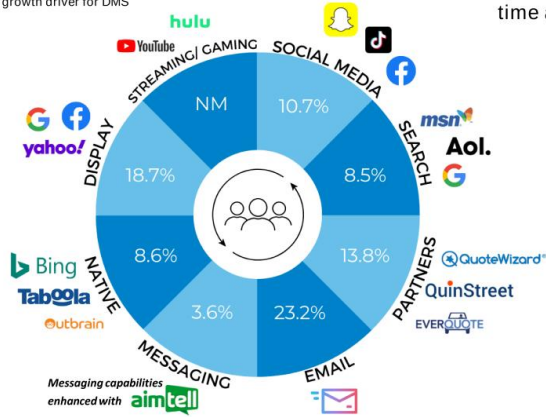 growth driver for DMS
time a
hulu
YouTube
STREAMING/ GAMING
NM
SOCIAL MEDIA
10.7%
SEARCH
8.5%
msn
Aol.
G
PARTNERS
13.8%
QuoteWizard®
QuinStreet
EVERQUOTE
EMAIL
23.2%
MESSAGING
3.6%
Messaging capabilities
enhanced with aimtell
NATIVE
8.6%
Bing
Taboola
Outbrain
DISPLAY
18.7%
G f
yahoo!